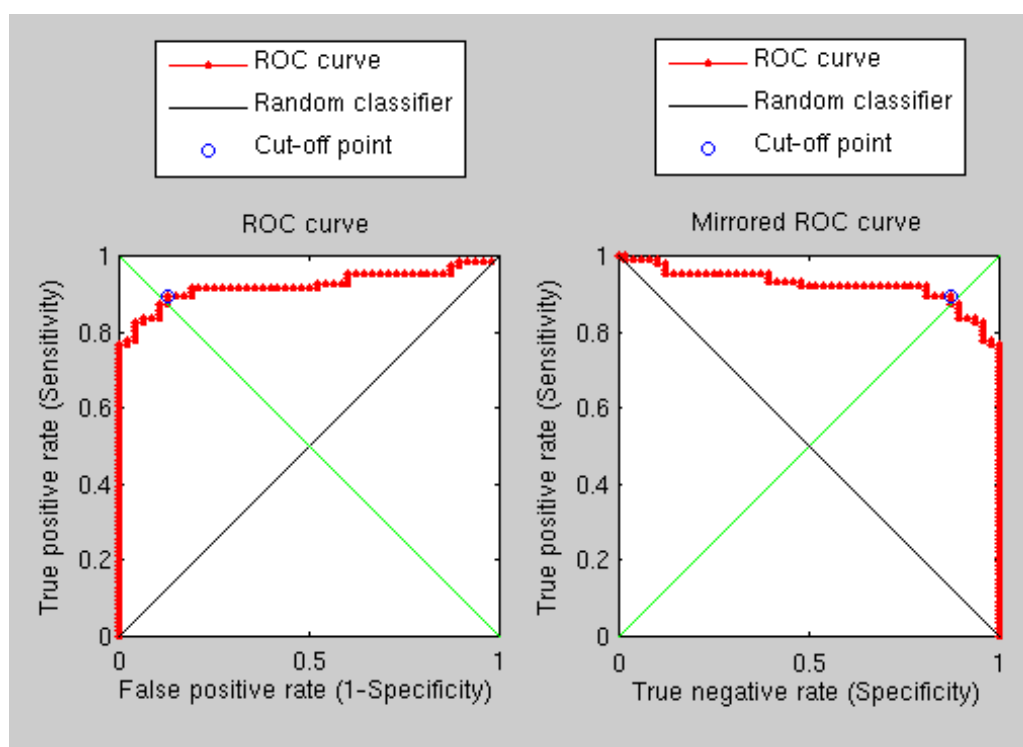 ROC curve
Random classifier
Cut-off point
ROC curve
Random classifier
Cut-off point
ROC curve
True positive rate (Sensitivity)
1
0.8
0.6
0.4
0.2
0
0
0.5
1
False positive rate (1-Specificity)
Mirrored ROC curve
True positive rate (Sensitivity)
1
0.8
0.6
0.4
0.2
0
0
0.5
1
True negative rate (Specificity)